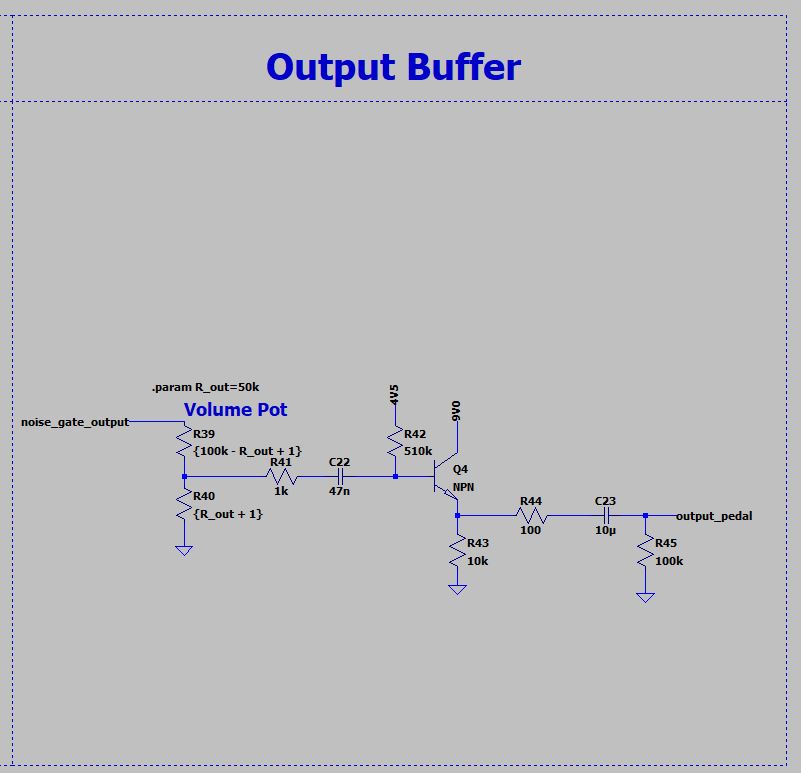 Output Buffer
.param R_out=50k
Volume Pot
noise_gate_output
R39
{100k - R_out + 1}
R40
{R_out + 1}
R41
1k
C22
47n
4V5
R42
510k
9V0
Q4
NPN
R43
10k
R44
100
C23
10µ
output_pedal
R45
100k